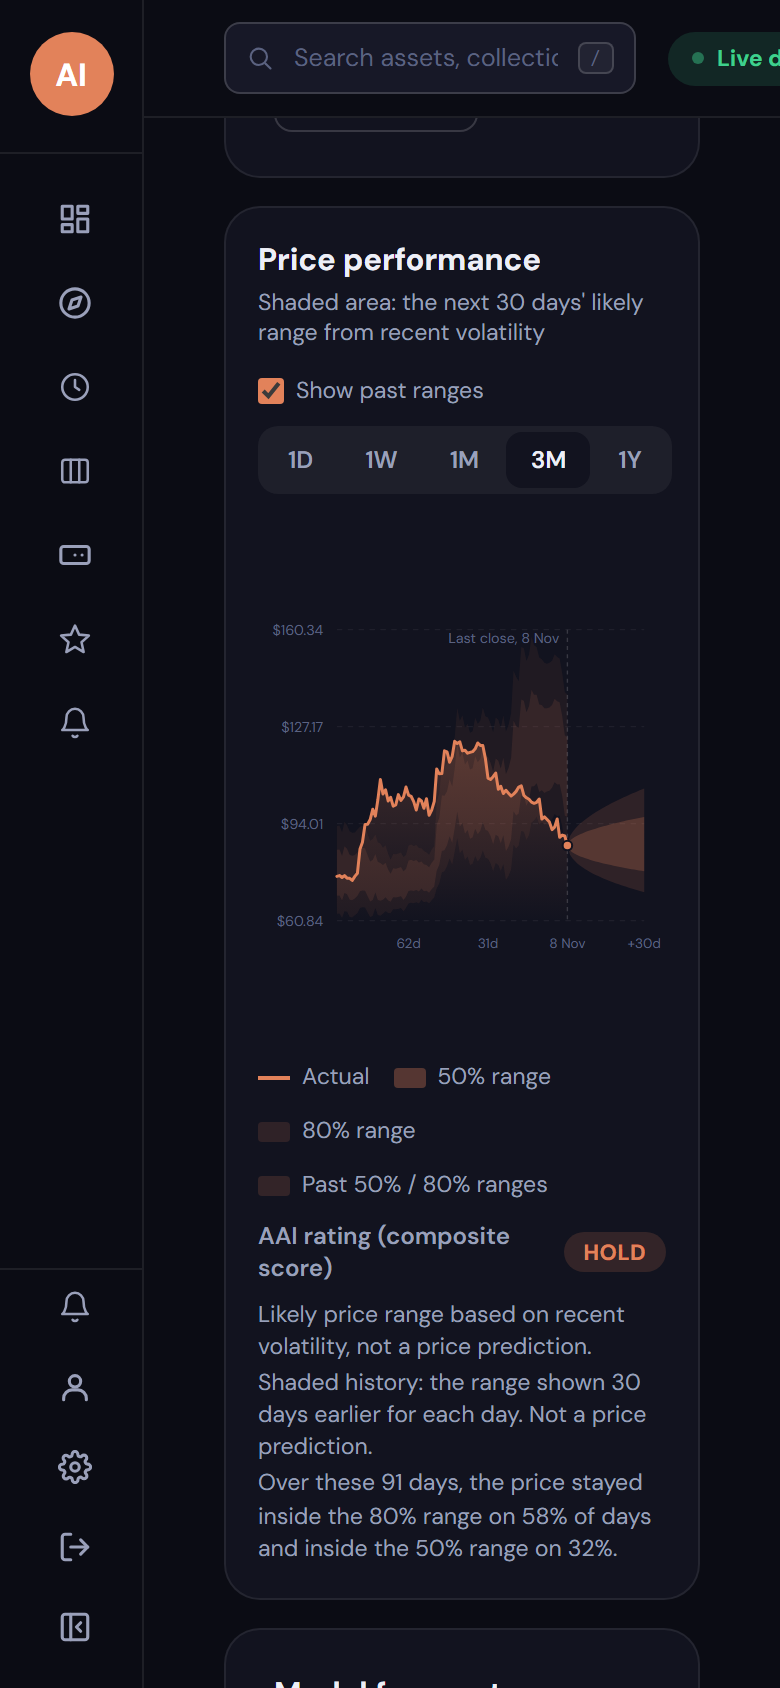 AI
Search assets, collectic
/
Live d
Price performance
Shaded area: the next 30 days' likely
range from recent volatility
Show past ranges
1D 1W 1M 3M 1Y
$160.34
Last close, 8 Nov
$127.17
$94.01
$60.84
62d 31d 8 Nov +30d
Actual 50% range
80% range
Past 50% / 80% ranges
AAI rating (composite
score)
HOLD
Likely price range based on recent
volatility, not a price prediction.
Shaded history: the range shown 30
days earlier for each day. Not a price
prediction.
Over these 91 days, the price stayed
inside the 80% range on 58% of days
and inside the 50% range on 32%.